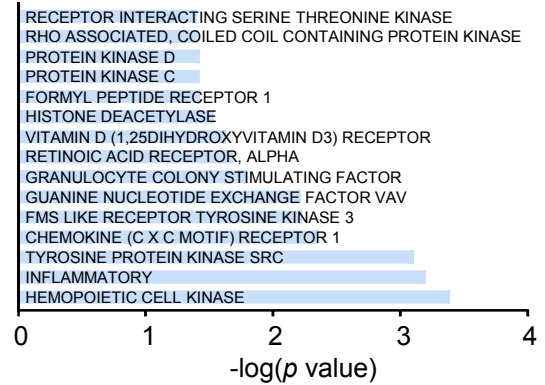 RECEPTOR INTERACTING SERINE THREONINE KINASE
RHO ASSOCIATED, COILED COIL CONTAINING PROTEIN KINASE
PROTEIN KINASE D
PROTEIN KINASE C
FORMYL PEPTIDE RECEPTOR 1
HISTONE DEACETYLASE
VITAMIN D (1,25DIHYDROXYVITAMIN D3) RECEPTOR
RETINOIC ACID RECEPTOR, ALPHA
GRANULOCYTE COLONY STIMULATING FACTOR
GUANINE NUCLEOTIDE EXCHANGE FACTOR VAV
FMS LIKE RECEPTOR TYROSINE KINASE 3
CHEMOKINE (C X C MOTIF) RECEPTOR 1
TYROSINE PROTEIN KINASE SRC
INFLAMMATORY
HEMOPOIETIC CELL KINASE
0 1 2 3 4
-log(p value)